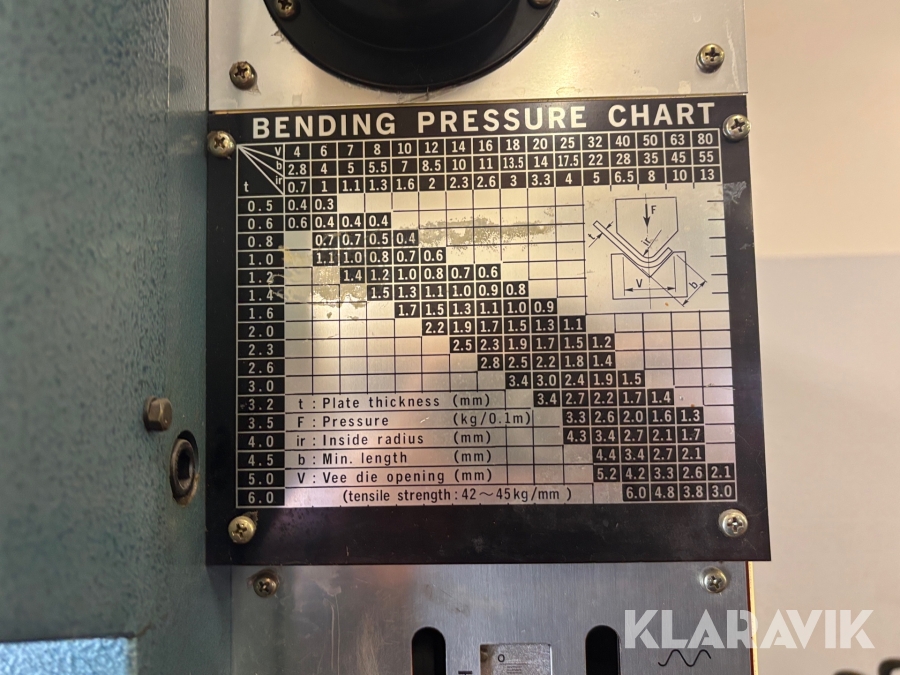 BENDING PRESSURE CHART
V 4 6 7 8 10 12 14 16 18 20 25 32 40 50 63 80
b 2.8 4 5 5.5 7 8.5 10 11 13.5 14 17.5 22 28 35 45 55
t ir 0.7 1 1.1 1.3 1.6 2 2.3 2.6 3 3.3 4 5 6.5 8 10 13
0.5 0.4 0.3
0.6 0.6 0.4 0.4 0.4
0.8 0.7 0.7 0.5 0.4
1.0 1.1 1.0 0.8 0.7 0.6
1.2 1.4 1.2 1.0 0.8 0.7 0.6
1.4 1.5 1.3 1.1 1.0 0.9 0.8
1.6 1.7 1.5 1.3 1.1 1.0 0.9
2.0 2.2 1.9 1.7 1.5 1.3 1.1
2.3 2.5 2.3 1.9 1.7 1.5 1.2
2.6 2.8 2.5 2.2 1.8 1.4
3.0 3.4 3.0 2.4 1.9 1.5
3.2 t : Plate thickness (mm) 3.4 2.7 2.2 1.7 1.4
3.5 F : Pressure (kg/0.1m) 3.3 2.6 2.0 1.6 1.3
4.0 ir : Inside radius (mm) 4.3 3.4 2.7 2.1 1.7
4.5 b : Min. length (mm) 4.4 3.4 2.7 2.1
5.0 V : Vee die opening (mm) 5.2 4.2 3.3 2.6 2.1
6.0 (tensile strength : 42～45kg/mm ) 6.0 4.8 3.8 3.0
F
t
ir
V
b
KLARAVIK